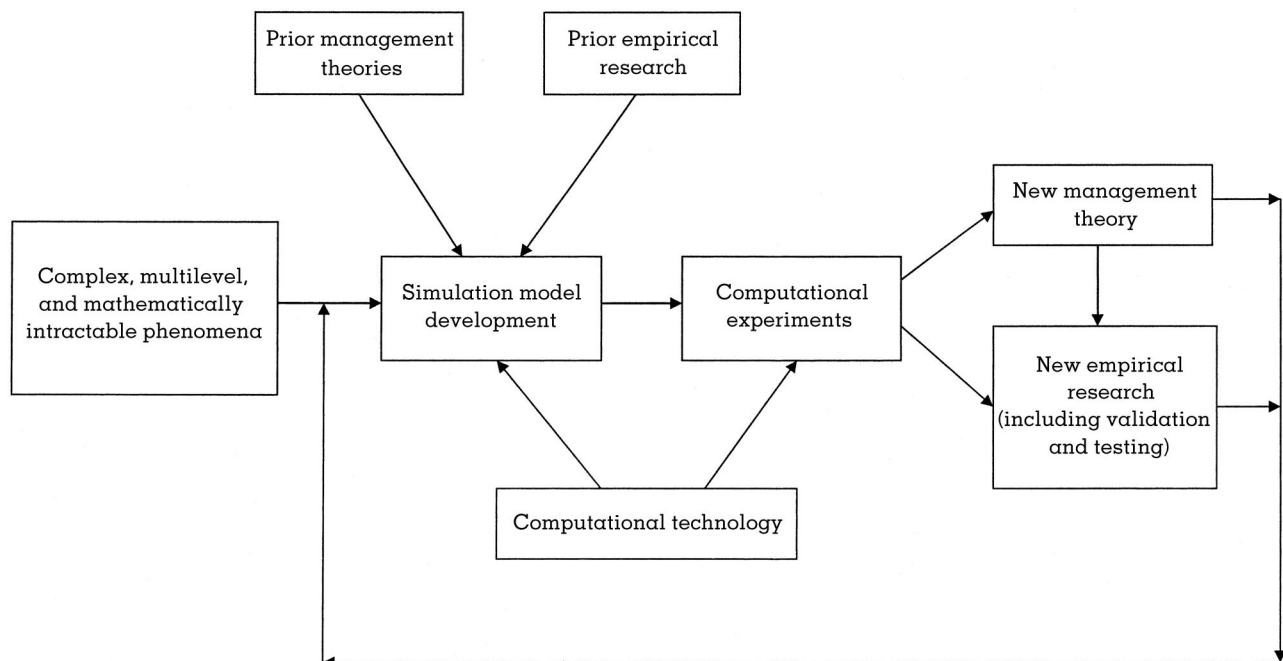 Prior management
theories
Prior empirical
research
Complex, multilevel,
and mathematically
intractable phenomena
Simulation model
development
Computational
experiments
New management
theory
New empirical
research
(including validation
and testing)
Computational technology